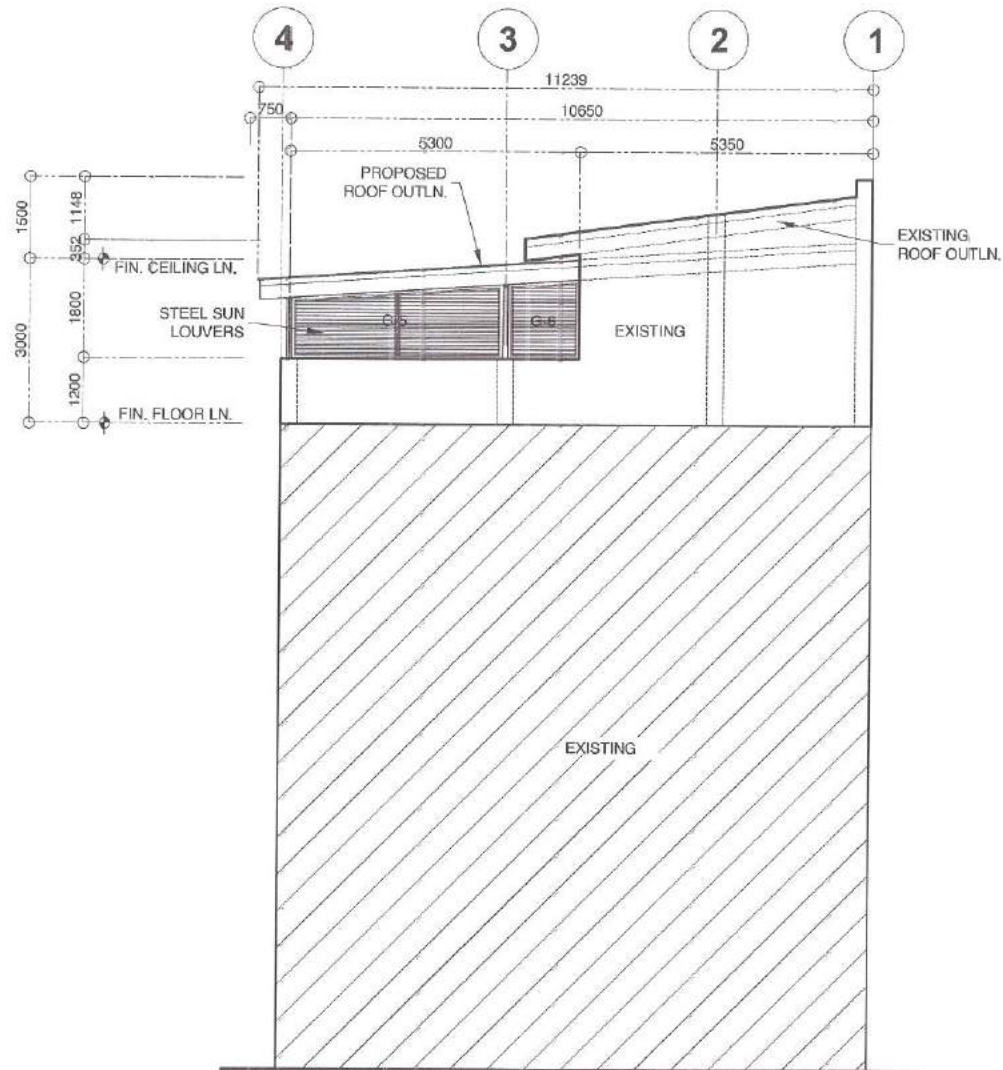 4
3
2
1
11239
750
10650
5300
5350
PROPOSED
ROOF OUTLN.
1500
1148
352
FIN. CEILING LN.
EXISTING
ROOF OUTLN.
STEEL SUN
LOUVERS
G-6
EXISTING
3000
1800
1200
FIN. FLOOR LN.
EXISTING